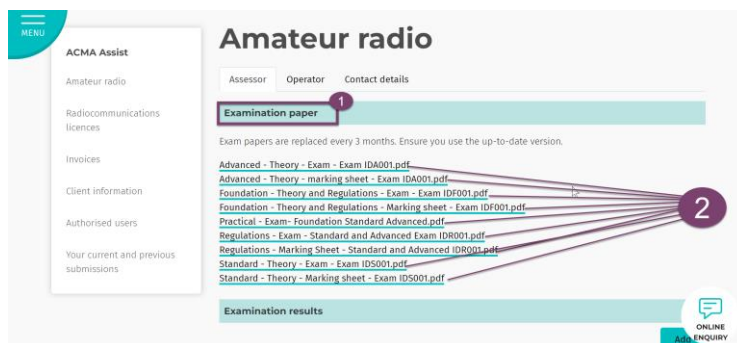 MENU
Amateur radio
ACMA Assist
Amateur radio
Radiocommunications
licences
Invoices
Client information
Authorised users
Your current and previous
submissions
Assessor Operator Contact details
1
Examination paper
Exam papers are replaced every 3 months. Ensure you use the up-to-date version.
Advanced - Theory - Exam - Exam IDA001.pdf
Advanced - Theory - marking sheet - Exam IDA001.pdf
Foundation - Theory and Regulations - Exam - Exam IDF001.pdf
Foundation - Theory and Regulations - Marking sheet - Exam IDF001.pdf
Practical - Exam- Foundation Standard Advanced.pdf
Regulations - Exam - Standard and Advanced Exam IDR001.pdf
Regulations - Marking Sheet - Standard and Advanced IDR001.pdf
Standard - Theory - Exam - Exam IDS001.pdf
Standard - Theory - Marking sheet - Exam IDS001.pdf
2
Examination results
Add
ONLINE
ENQUIRY